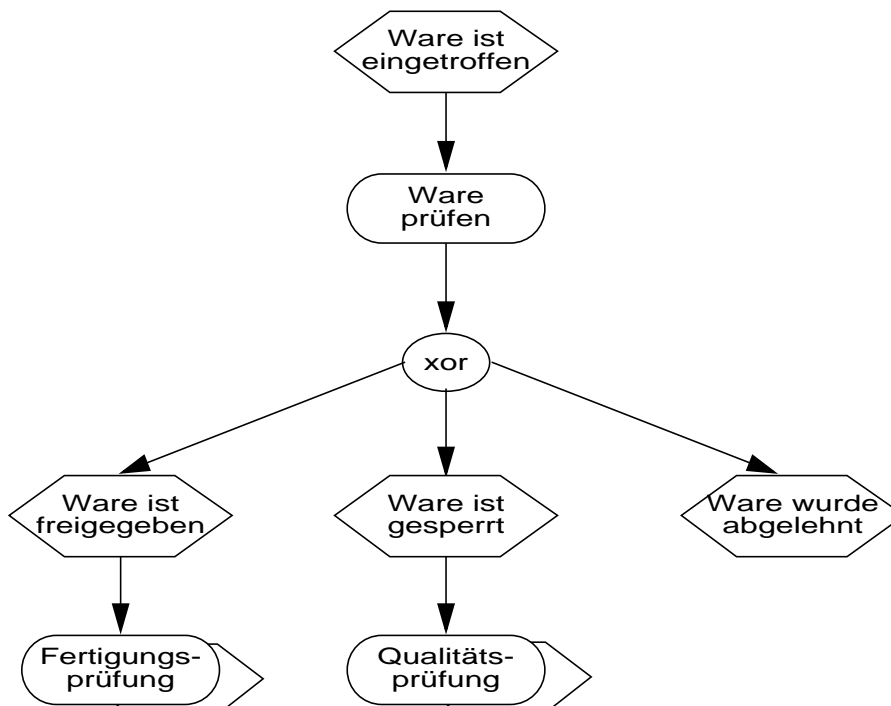 Ware ist
eingetroffen
Ware
prüfen
xor
Ware ist
freigegeben
Ware ist
gesperrt
Ware wurde
abgelehnt
Fertigungs-
prüfung
Qualitäts-
prüfung